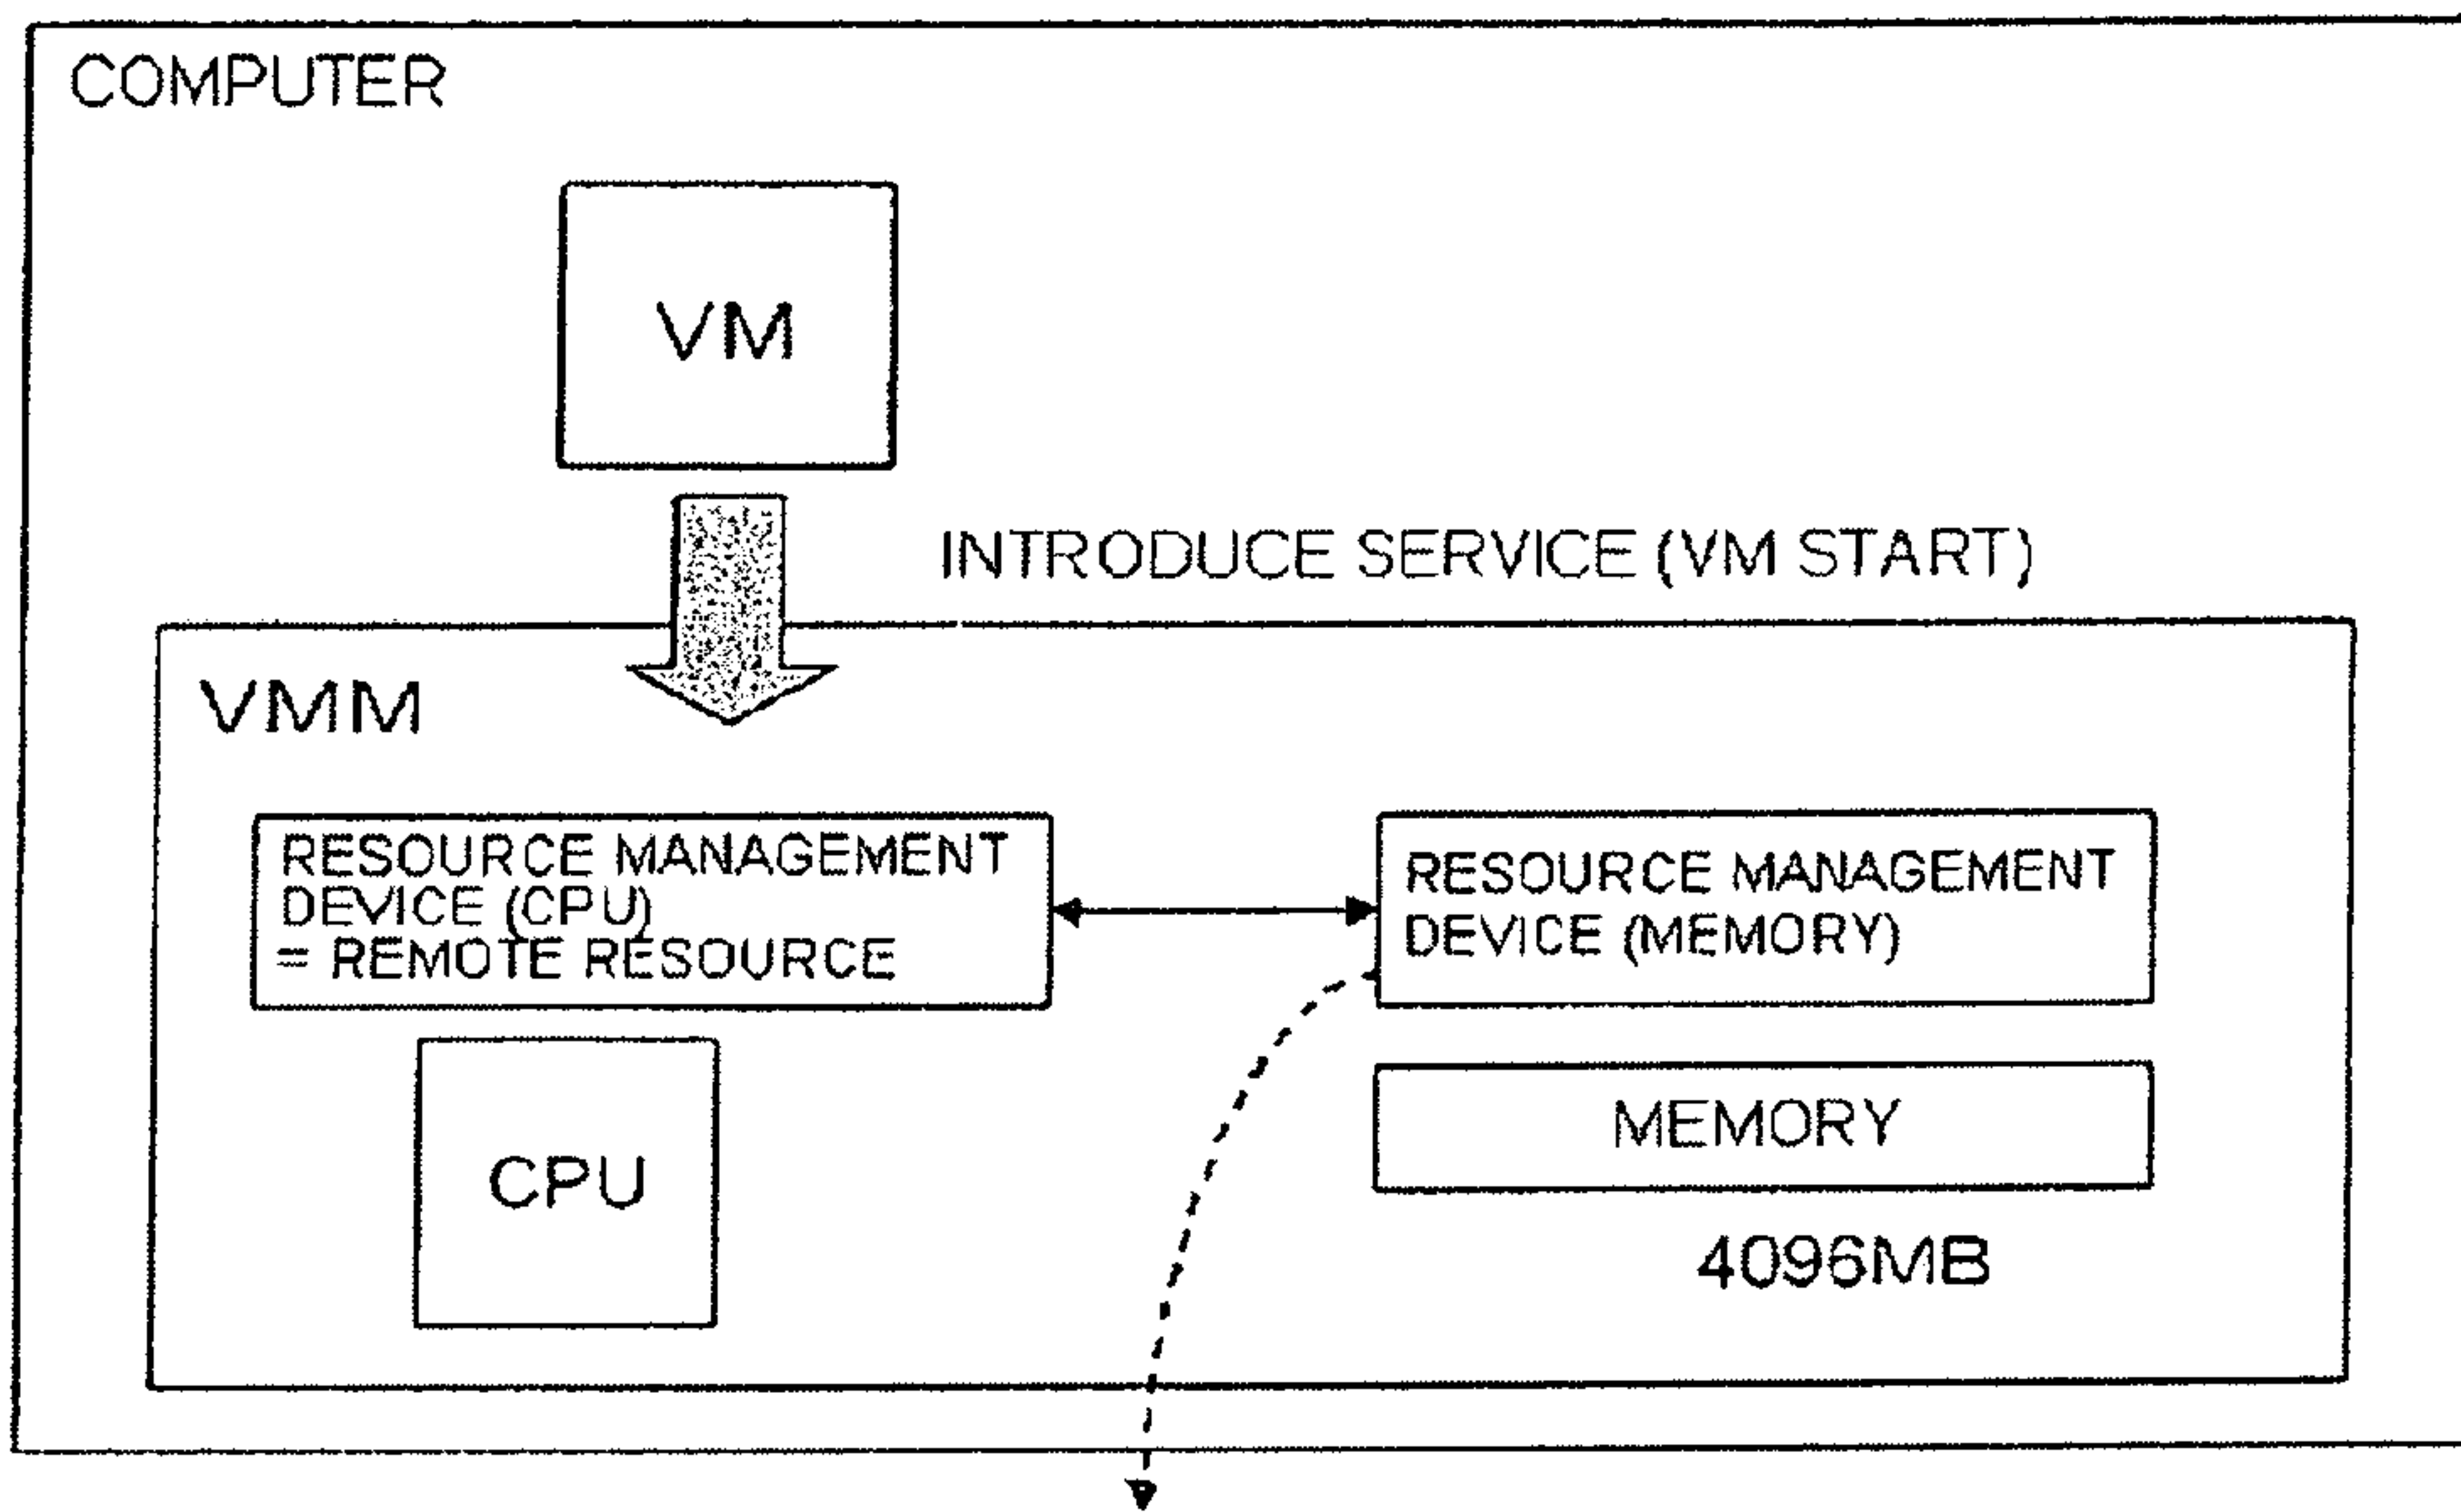 COMPUTER
VM
INTRODUCE SERVICE (VM START)
VMM
RESOURCE MANAGEMENT
DEVICE (CPU)
= REMOTE RESOURCE
RESOURCE MANAGEMENT
DEVICE (MEMORY)
CPU
MEMORY
4096MB